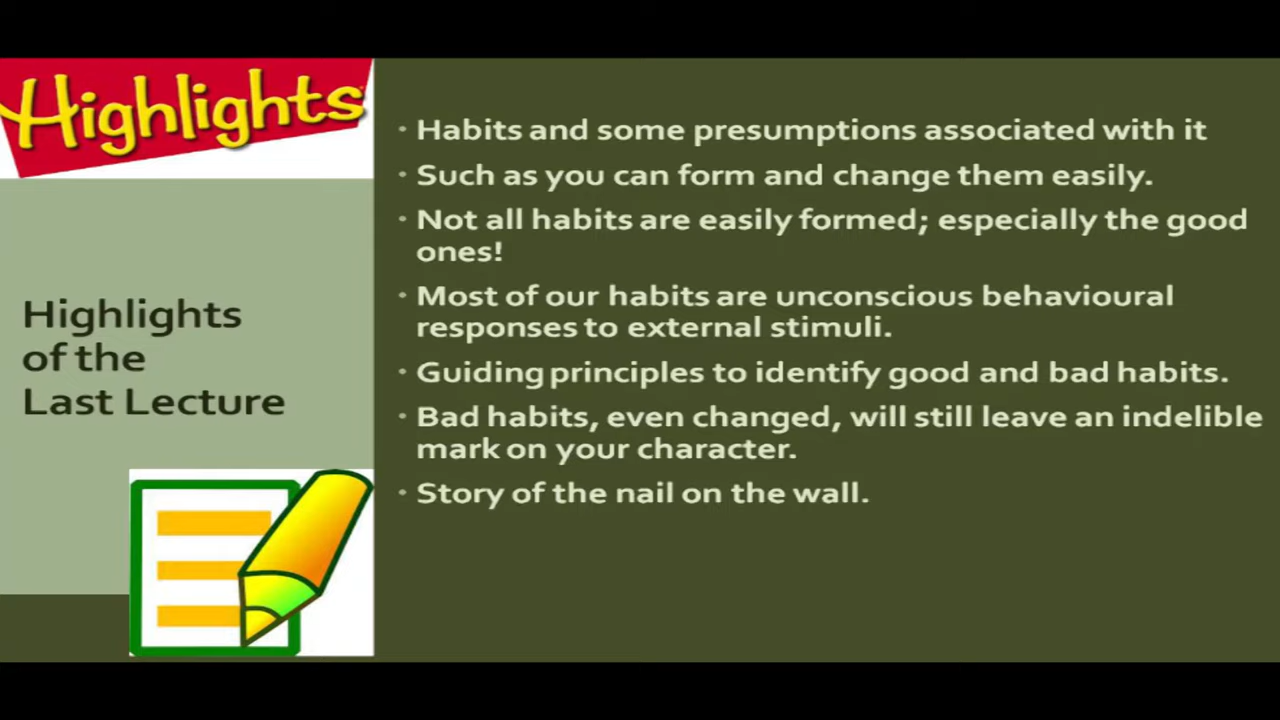 Highlights
Highlights
of the
Last Lecture
• Habits and some presumptions associated with it
• Such as you can form and change them easily.
• Not all habits are easily formed; especially the good
ones!
• Most of our habits are unconscious behavioural
responses to external stimuli.
• Guiding principles to identify good and bad habits.
• Bad habits, even changed, will still leave an indelible
mark on your character.
• Story of the nail on the wall.